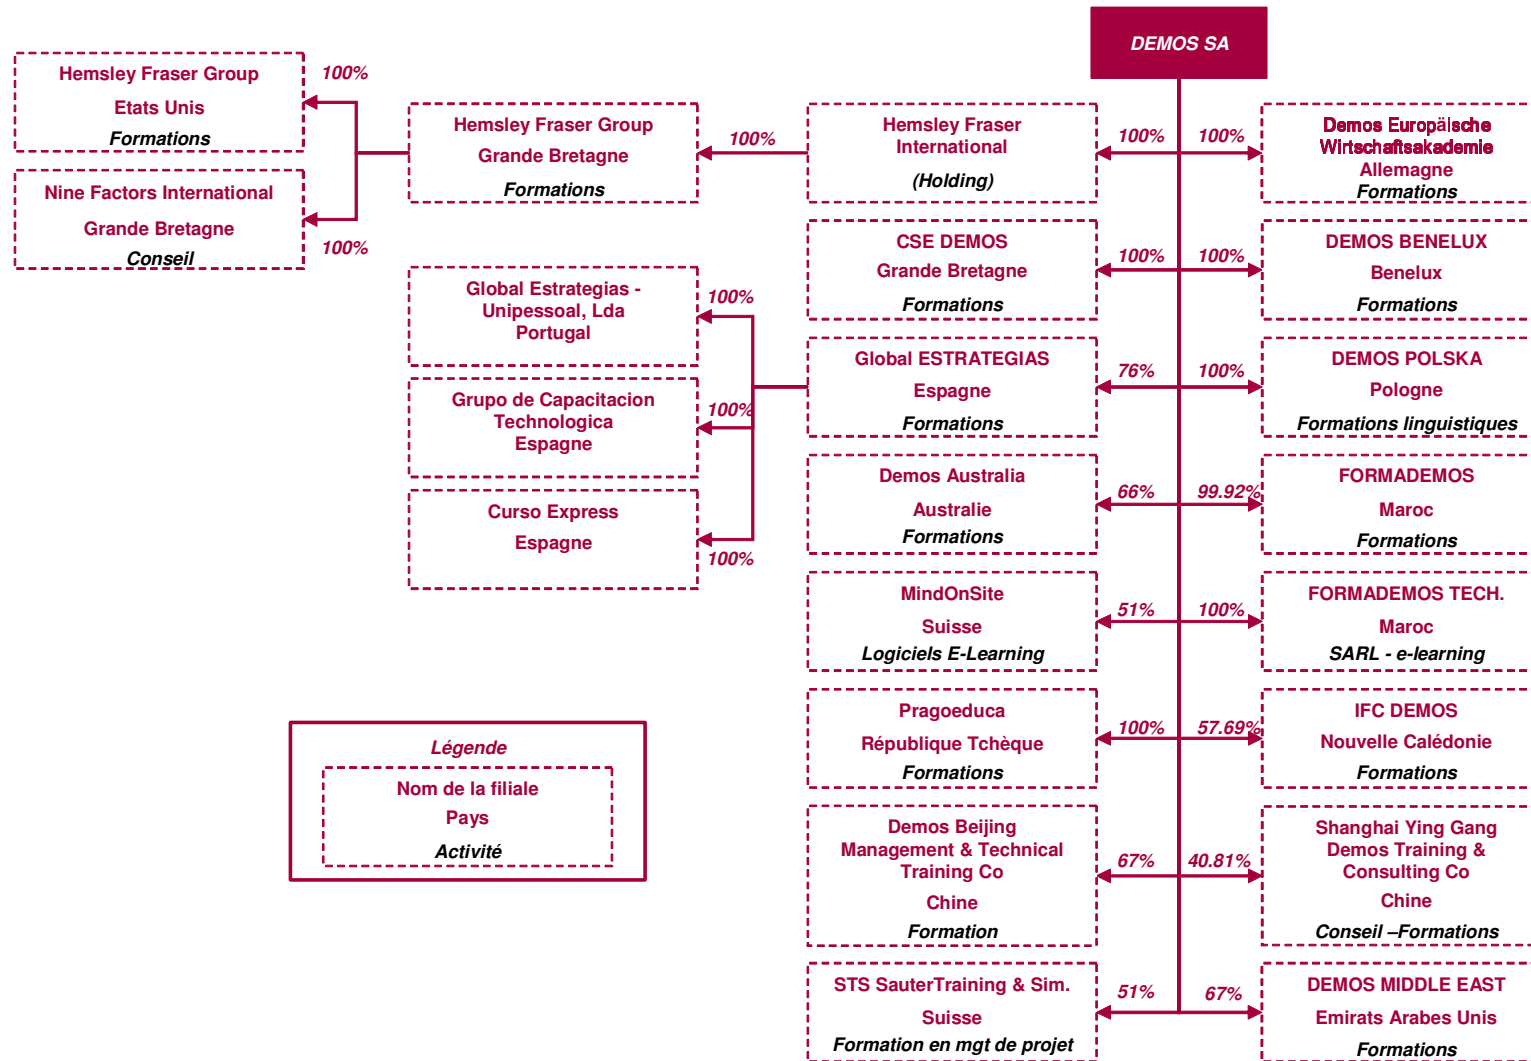 DEMOS SA
Hemsley Fraser Group
Etats Unis
Formations
100%
Nine Factors International
Grande Bretagne
Conseil
100%
Hemsley Fraser Group
Grande Bretagne
Formations
100%
Hemsley Fraser
International
(Holding)
100%
100%
Demos Europäische
Wirtschaftsakademie
Allemagne
Formations
CSE DEMOS
Grande Bretagne
Formations
100%
100%
DEMOS BENELUX
Benelux
Formations
Global Estrategias -
Unipessoal, Lda
Portugal
100%
Grupo de Capacitacion
Technologica
Espagne
100%
Curso Express
Espagne
100%
Global ESTRATEGIAS
Espagne
Formations
76%
100%
DEMOS POLSKA
Pologne
Formations linguistiques
Demos Australia
Australie
Formations
66%
99.92%
FORMADEMOS
Maroc
Formations
MindOnSite
Suisse
Logiciels E-Learning
51%
100%
FORMADEMOS TECH.
Maroc
SARL - e-learning
Pragoeduca
République Tchèque
Formations
100%
57.69%
IFC DEMOS
Nouvelle Calédonie
Formations
Demos Beijing
Management & Technical
Training Co
Chine
Formation
67%
40.81%
Shanghai Ying Gang
Demos Training &
Consulting Co
Chine
Conseil –Formations
STS SauterTraining & Sim.
Suisse
Formation en mgt de projet
51%
67%
DEMOS MIDDLE EAST
Emirats Arabes Unis
Formations
Légende
Nom de la filiale
Pays
Activité